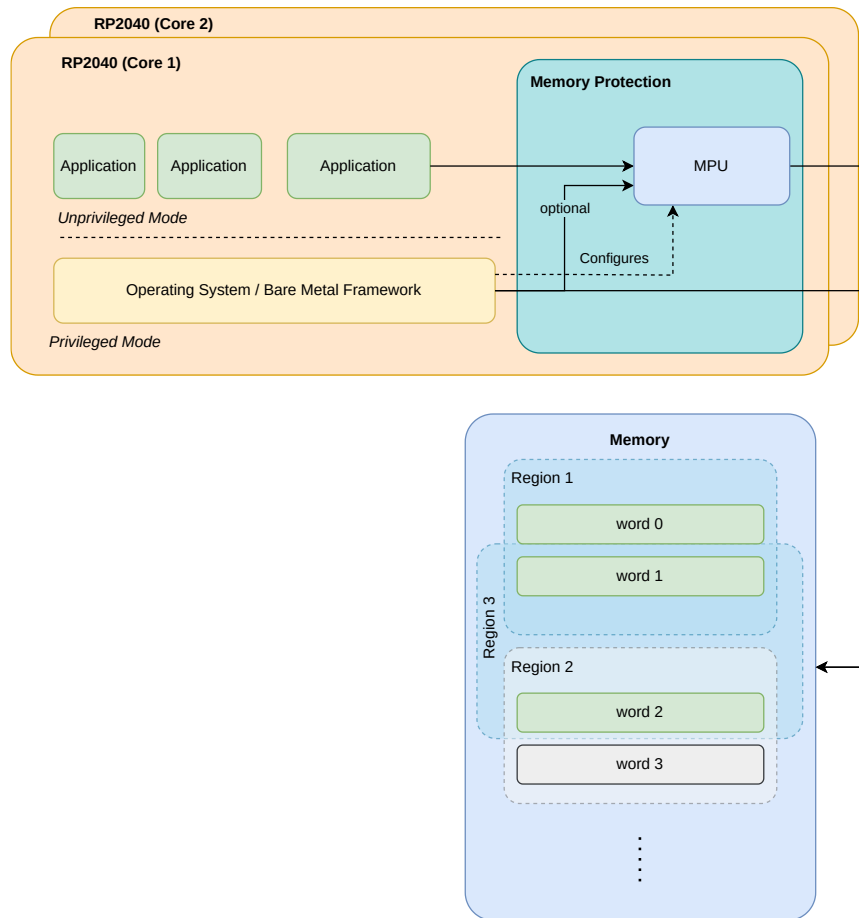 RP2040 (Core 2)
RP2040 (Core 1)
Memory Protection
Application
Application
Application
MPU
optional
Unprivileged Mode
Configures
Operating System / Bare Metal Framework
Privileged Mode
Memory
Region 1
word 0
word 1
Region 3
Region 2
word 2
word 3